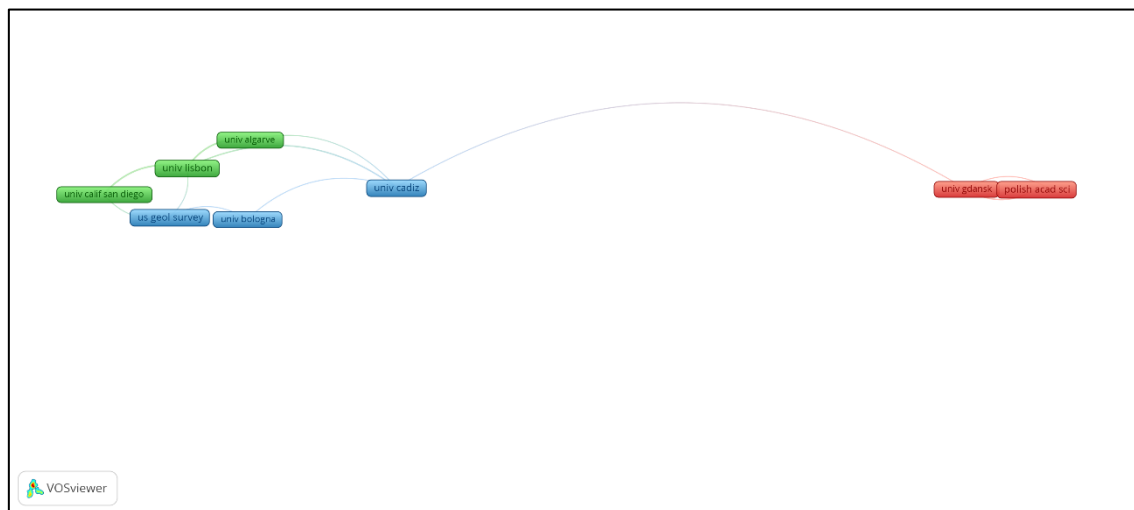 univ algarve
univ lisbon
univ calif san diego
us geol survey
univ bologna
univ cadiz
univ gdansk
polish acad sci
VOSviewer